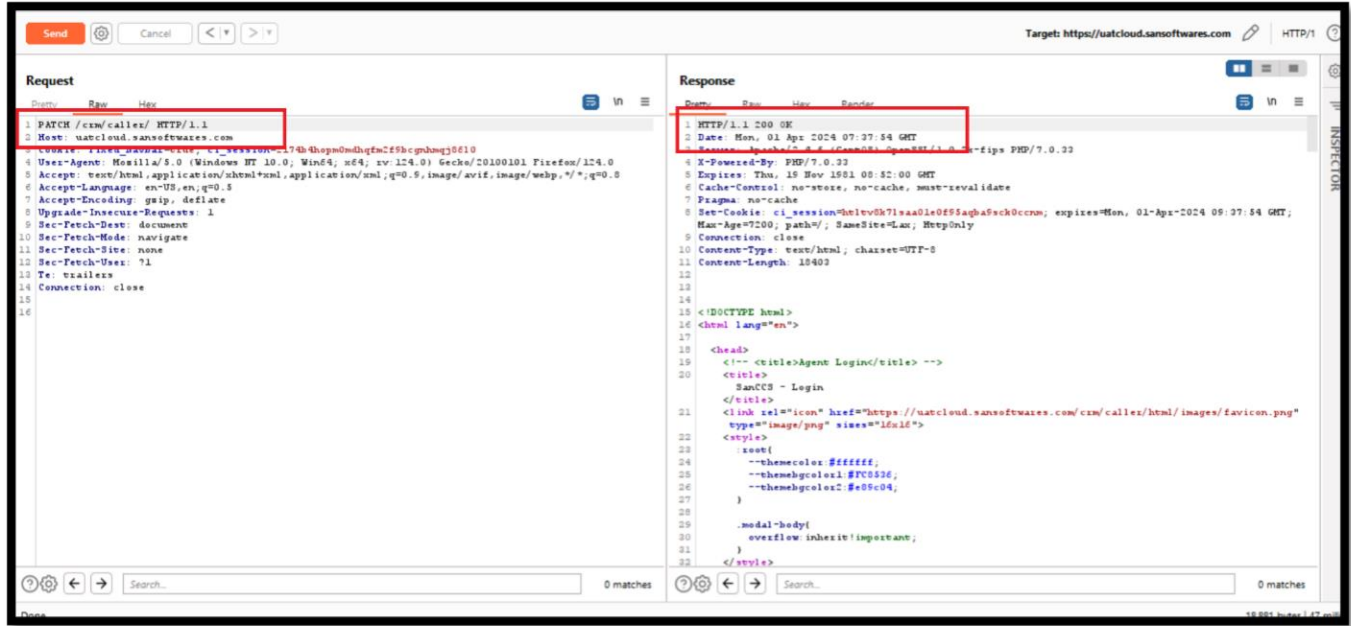 Send
Cancel
Target: https://uatcloud.sansoftwares.com
HTTP/1
Request
Pretty Raw Hex
\n
1 PATCH /crm/caller/ HTTP/1.1
2 Host: uatcloud.sansoftwares.com
4 User-Agent: Mozilla/5.0 (Windows NT 10.0; Win64; x64; rv:124.0) Gecko/20100101 Firefox/124.0
5 Accept: text/html,application/xhtml+xml,application/xml;q=0.9,image/avif,image/webp,*/*;q=0.8
6 Accept-Language: en-US,en;q=0.5
7 Accept-Encoding: gzip, deflate
8 Upgrade-Insecure-Requests: 1
9 Sec-Fetch-Dest: document
10 Sec-Fetch-Mode: navigate
11 Sec-Fetch-Site: none
12 Sec-Fetch-User: ?1
13 Te: trailers
14 Connection: close
15
16
Search...
0 matches
Response
Pretty Raw Hex Render
\n
1 HTTP/1.1 200 OK
2 Date: Mon, 01 Apr 2024 07:37:54 GMT
PHP/7.0.33
4 X-Powered-By: PHP/7.0.33
5 Expires: Thu, 19 Nov 1981 08:52:00 GMT
6 Cache-Control: no-store, no-cache, must-revalidate
7 Pragma: no-cache
8 Set-Cookie: expires=Mon, 01-Apr-2024 09:37:54 GMT;
Max-Age=7200; path=/; SameSite=Lax; HttpOnly
9 Connection: close
10 Content-Type: text/html; charset=UTF-8
11 Content-Length: 18403
12
13
14
15 <!DOCTYPE html>
16 <html lang="en">
17
18 <head>
19 <!-- <title>Agent Login</title> -->
20 <title>
SanCCS - Login
</title>
21 <link rel="icon" href="https://uatcloud.sansoftwares.com/crm/caller/html/images/favicon.png"
type="image/png" sizes="16x16">
22 <style>
23 :root{
24 --themecolor:#ffffff;
25 --themebgcolor1:#FC8536;
26 --themebgcolor2:#e89c04;
27 }
28
29 .modal-body{
30 overflow:inherit!important;
31 }
32 </style>
Search...
0 matches
INSPECTOR
Done